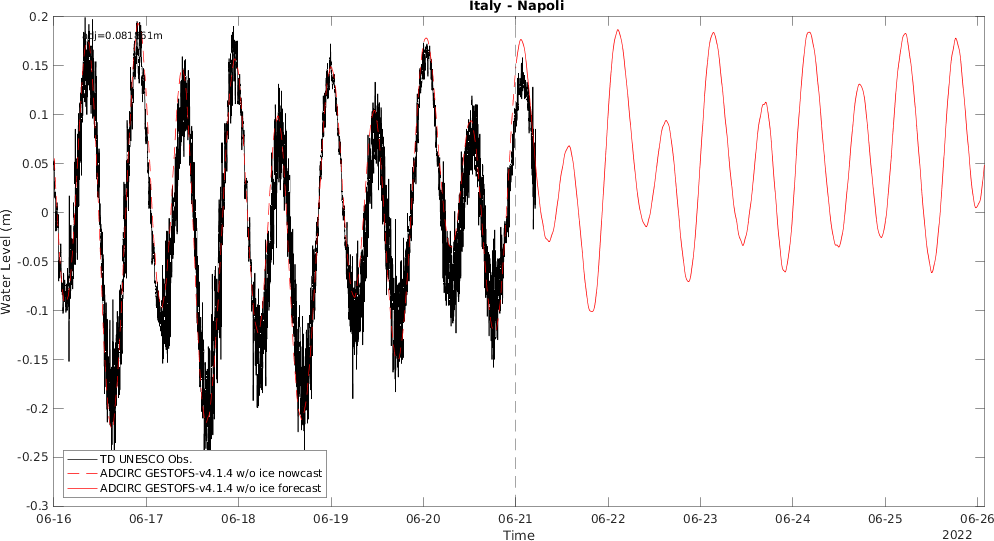 Italy - Napoli
0.2
0.15
0.1
0.05
0
-0.05
-0.1
-0.15
-0.2
-0.25
-0.3
Water Level (m)
TD UNESCO Obs.
ADCIRC GESTOFS-v4.1.4 w/o ice nowcast
ADCIRC GESTOFS-v4.1.4 w/o ice forecast
06-16 06-17 06-18 06-19 06-20 06-21 06-22 06-23 06-24 06-25 06-26
Time
2022